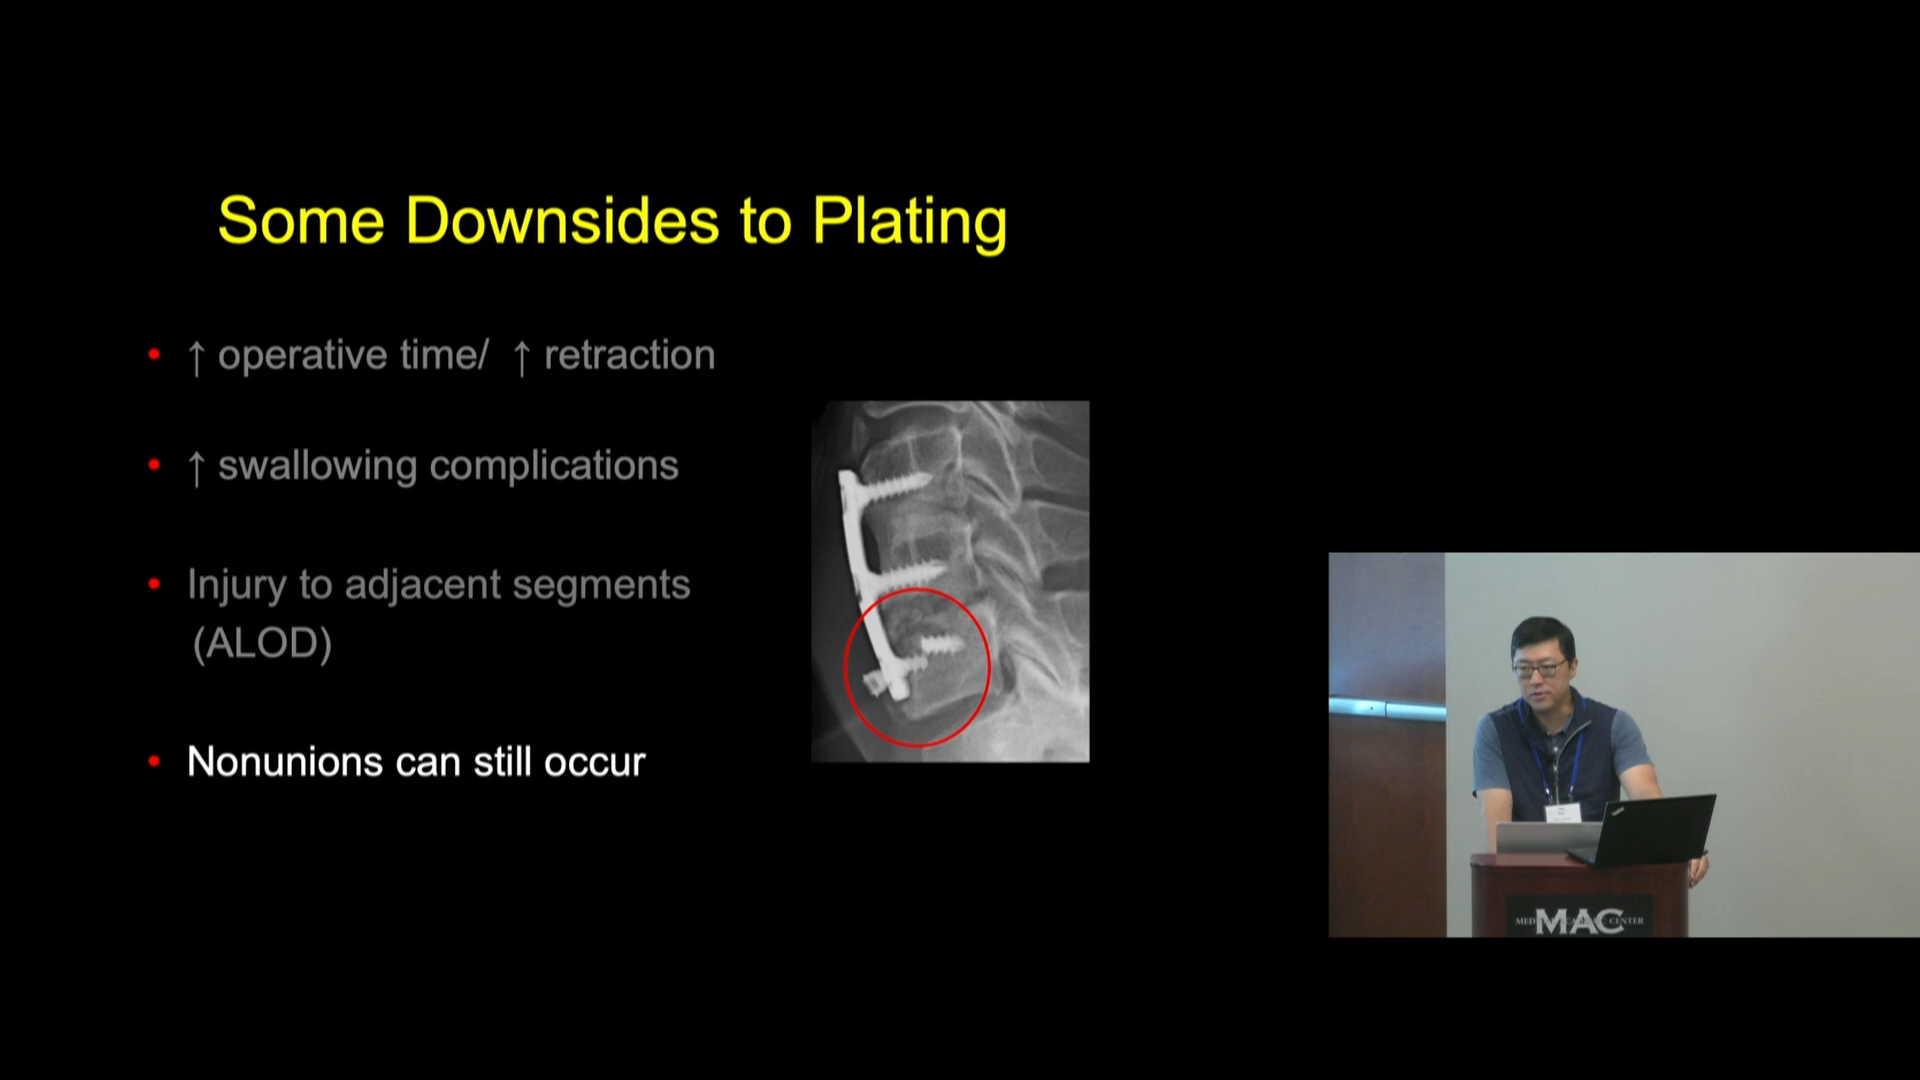 Some Downsides to Plating
• ↑ operative time/ ↑ retraction
• ↑ swallowing complications
• Injury to adjacent segments
(ALOD)
• Nonunions can still occur
MAC